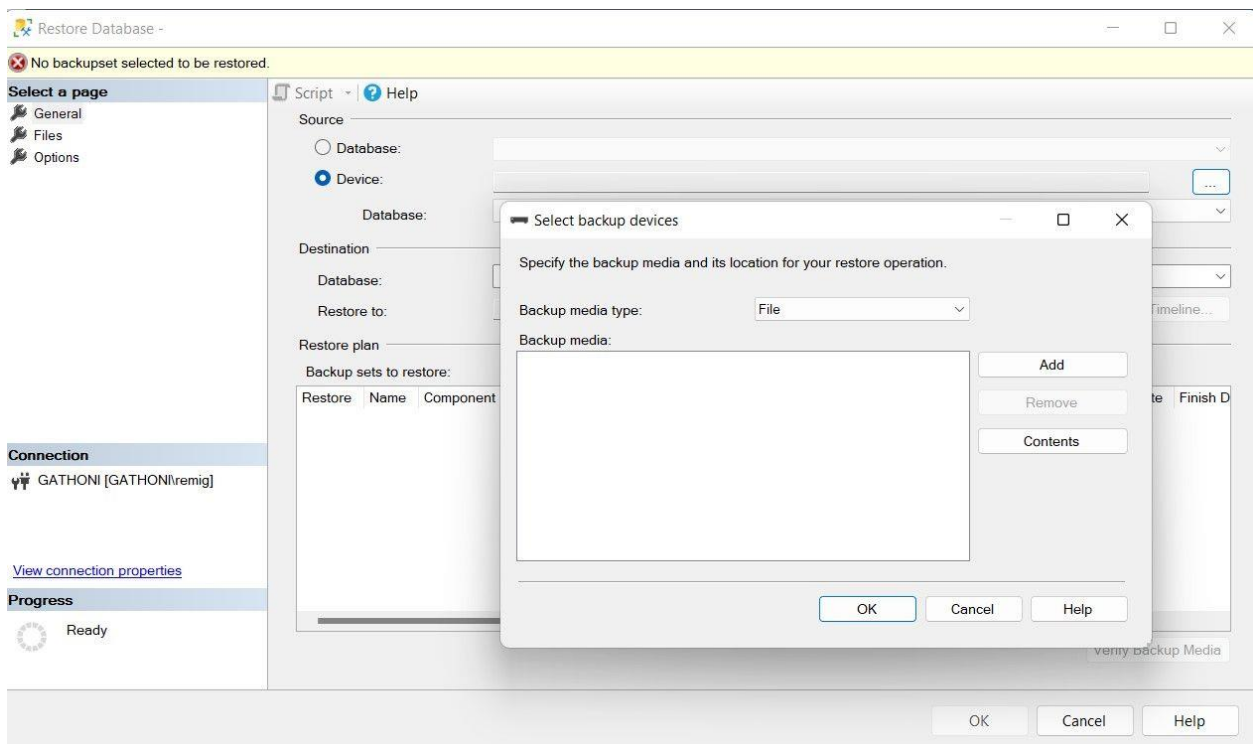 Restore Database -
No backupset selected to be restored.
Select a page
General
Files
Options
Script
Help
Source
Database:
Device:
...
Database:
Destination
Database:
Restore to:
Timeline...
Restore plan
Backup sets to restore:
Restore Name Component
Finish D
Select backup devices
Specify the backup media and its location for your restore operation.
Backup media type: File
Backup media:
Add
Remove
Contents
OK Cancel Help
Connection
GATHONI [GATHONI\remig]
View connection properties
Progress
Ready
Verify Backup Media
OK Cancel Help